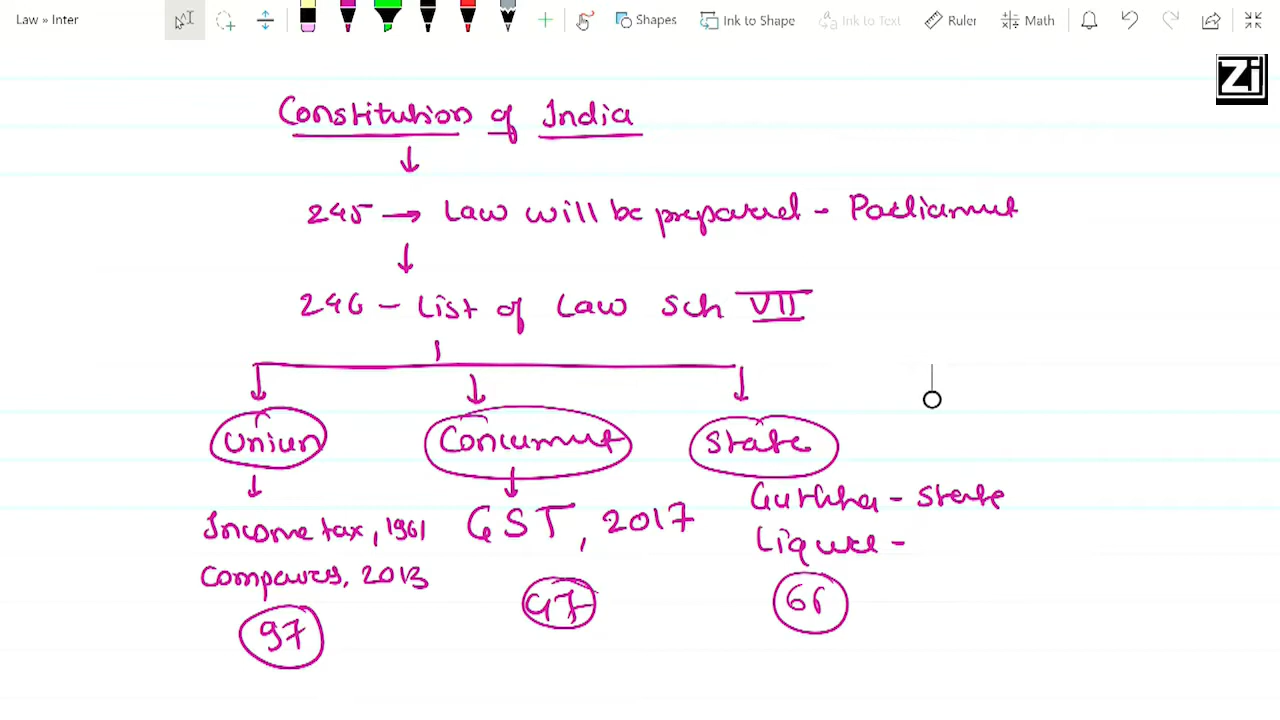 Law » Inter
Shapes
Ink to Shape
Ink to Text
Ruler
Math
Zi
Constitution of India
245 → Law will be prepared - Parliament
246 - List of Law Sch VII
Union Concurrent State
Income tax, 1961
GST, 2017
Gutkha - State
Liqure -
Companies, 2013
97
47
66